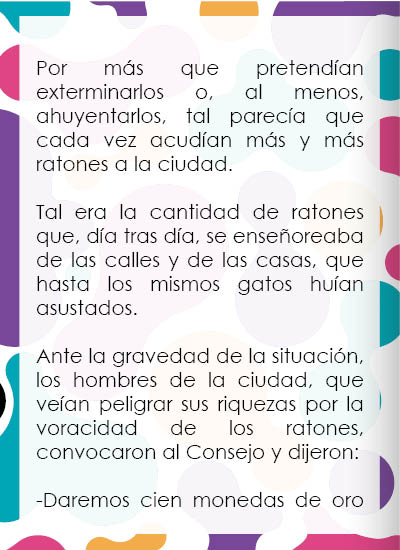 Por más que pretendían
exterminarlos o, al menos,
ahuyentarlos, tal parecía que
cada vez acudían más y más
ratones a la ciudad.
Tal era la cantidad de ratones
que, día tras día, se enseñoreaba
de las calles y de las casas, que
hasta los mismos gatos huían
asustados.
Ante la gravedad de la situación,
los hombres de la ciudad, que
veían peligrar sus riquezas por la
voracidad de los ratones,
convocaron al Consejo y dijeron:
-Daremos cien monedas de oro